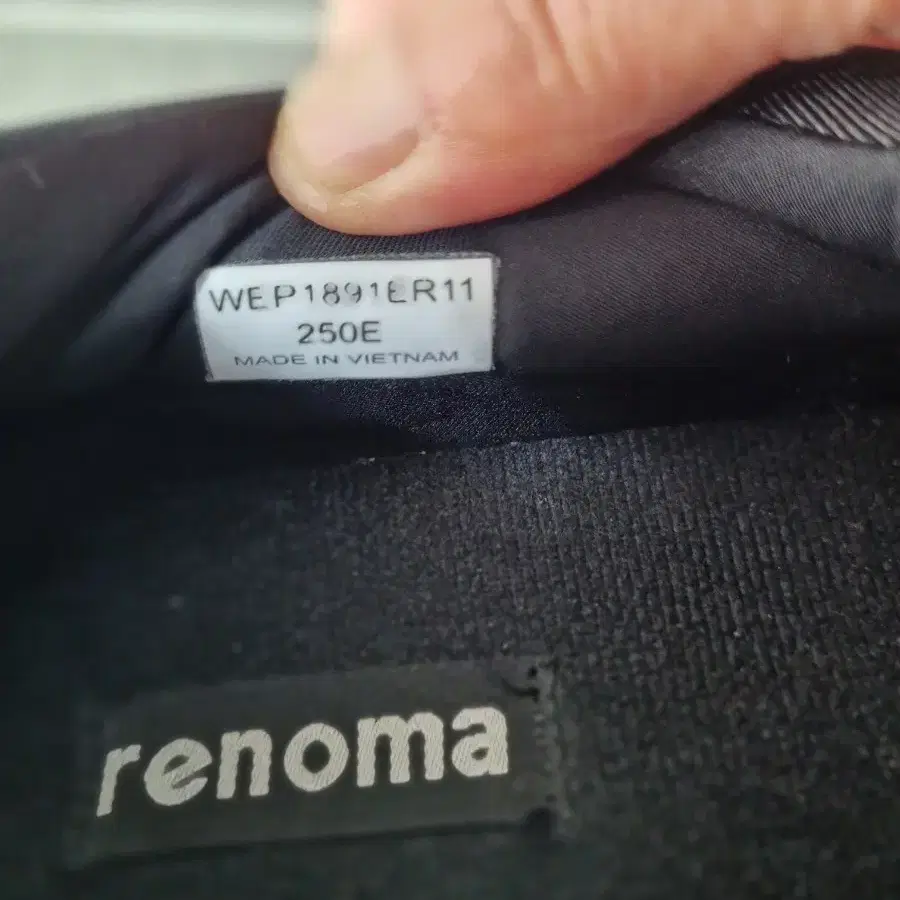 WEP1891ER11
250E
MADE IN VIETNAM
renoma